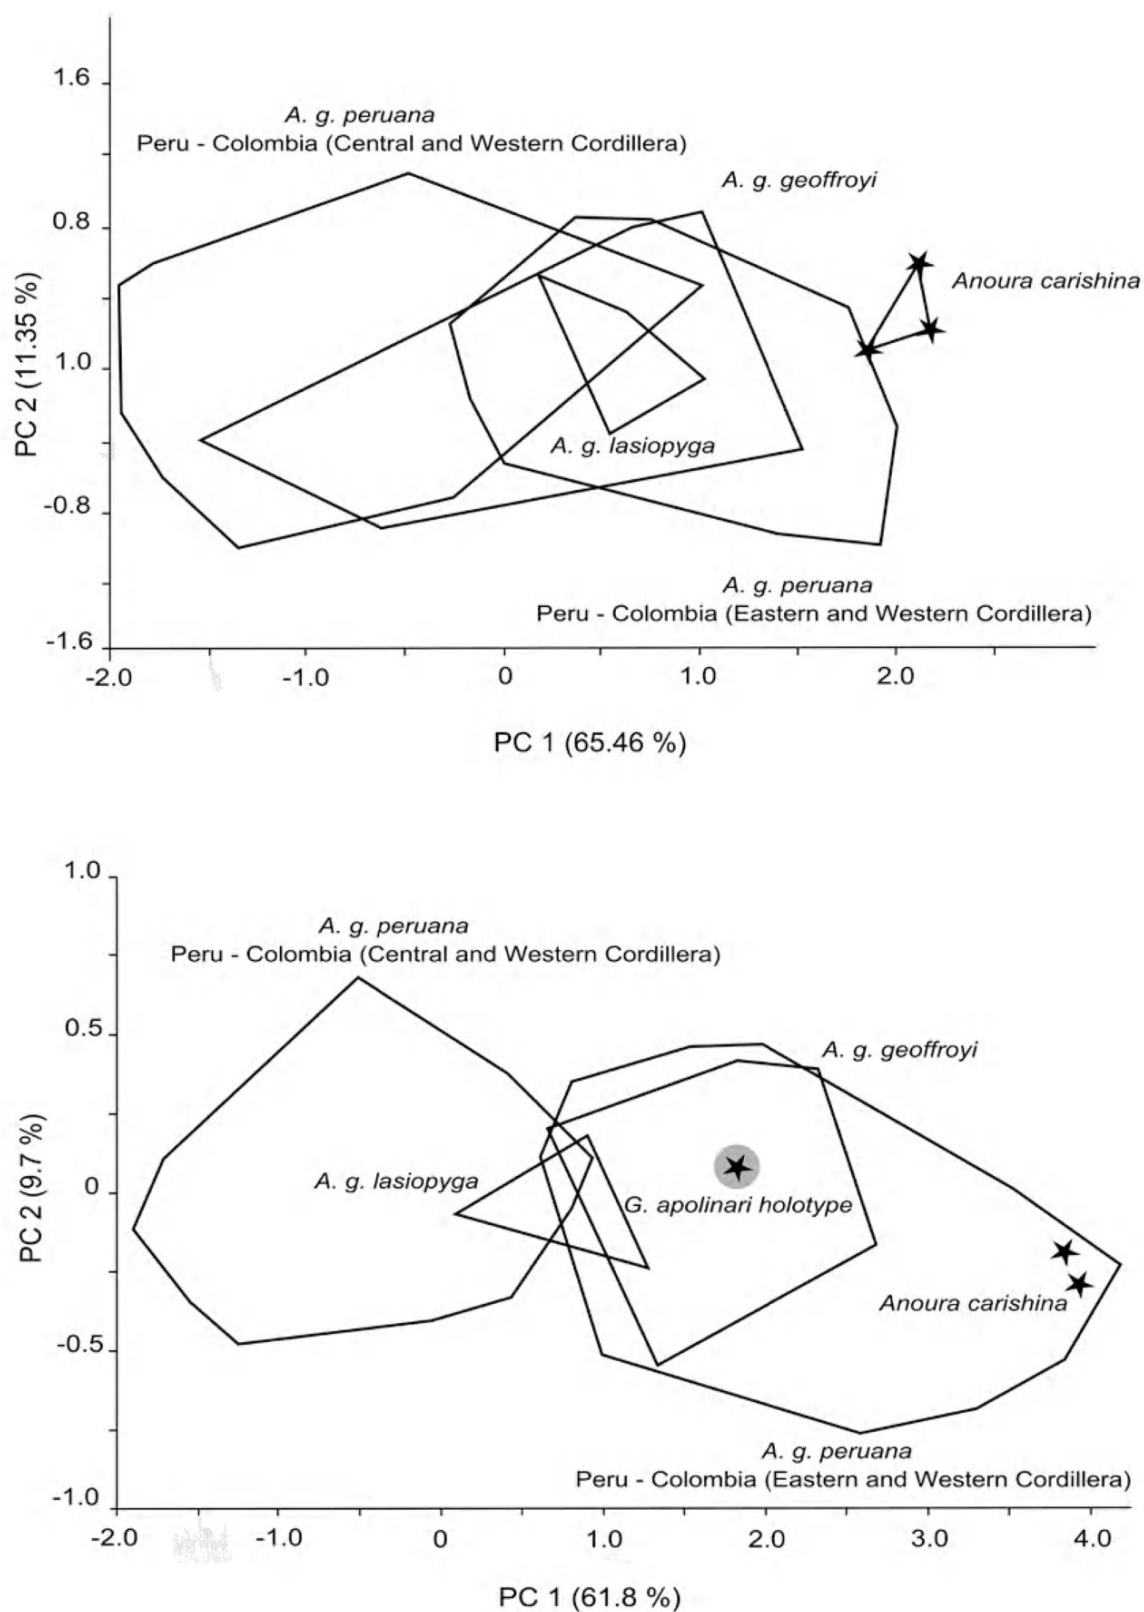 1.6
A. g. peruana
Peru - Colombia (Central and Western Cordillera)
A. g. geoffroyi
0.8
Anoura carishina
PC 2 (11.35 %)
1.0
A. g. lasiopyga
-0.8
A. g. peruana
Peru - Colombia (Eastern and Western Cordillera)
-1.6
-2.0 -1.0 0 1.0 2.0
PC 1 (65.46 %)
1.0
A. g. peruana
Peru - Colombia (Central and Western Cordillera)
0.5
A. g. geoffroyi
PC 2 (9.7 %)
A. g. lasiopyga
0
G. apolinari holotype
Anoura carishina
-0.5
A. g. peruana
Peru - Colombia (Eastern and Western Cordillera)
-1.0
-2.0 -1.0 0 1.0 2.0 3.0 4.0
PC 1 (61.8 %)